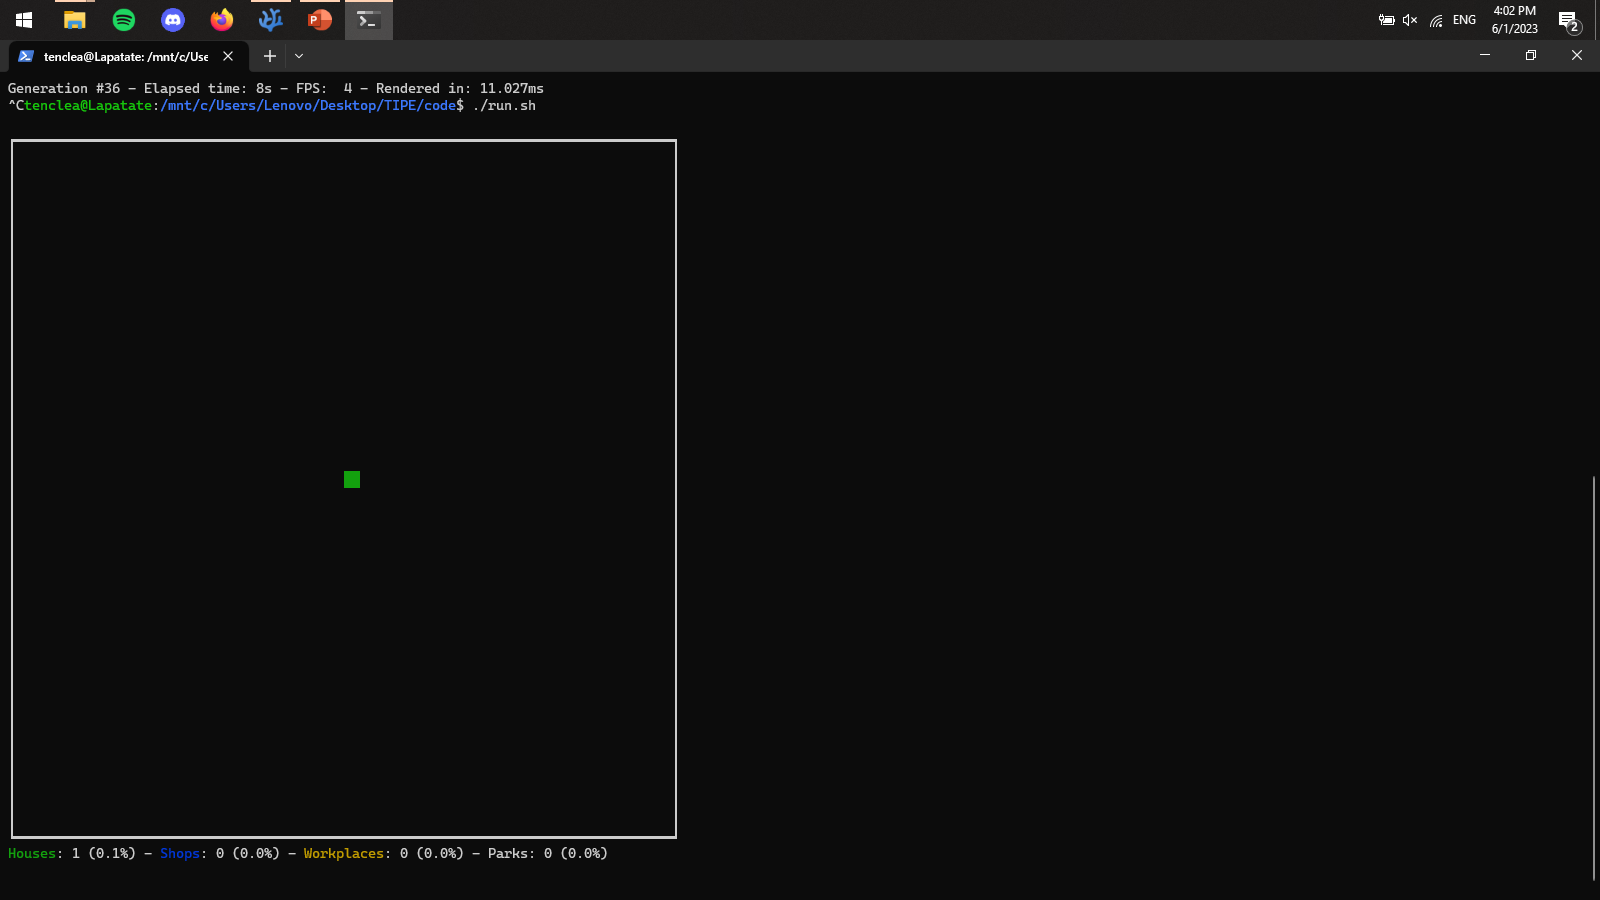 4:02 PM
ENG
6/1/2023
2
tenclea@Lapatate: /mnt/c/Use
Generation #36 - Elapsed time: 8s - FPS:  4 - Rendered in: 11.027ms
^Ctenclea@Lapatate:/mnt/c/Users/Lenovo/Desktop/TIPE/code$ ./run.sh
Houses: 1 (0.1%) - Shops: 0 (0.0%) - Workplaces: 0 (0.0%) - Parks: 0 (0.0%)